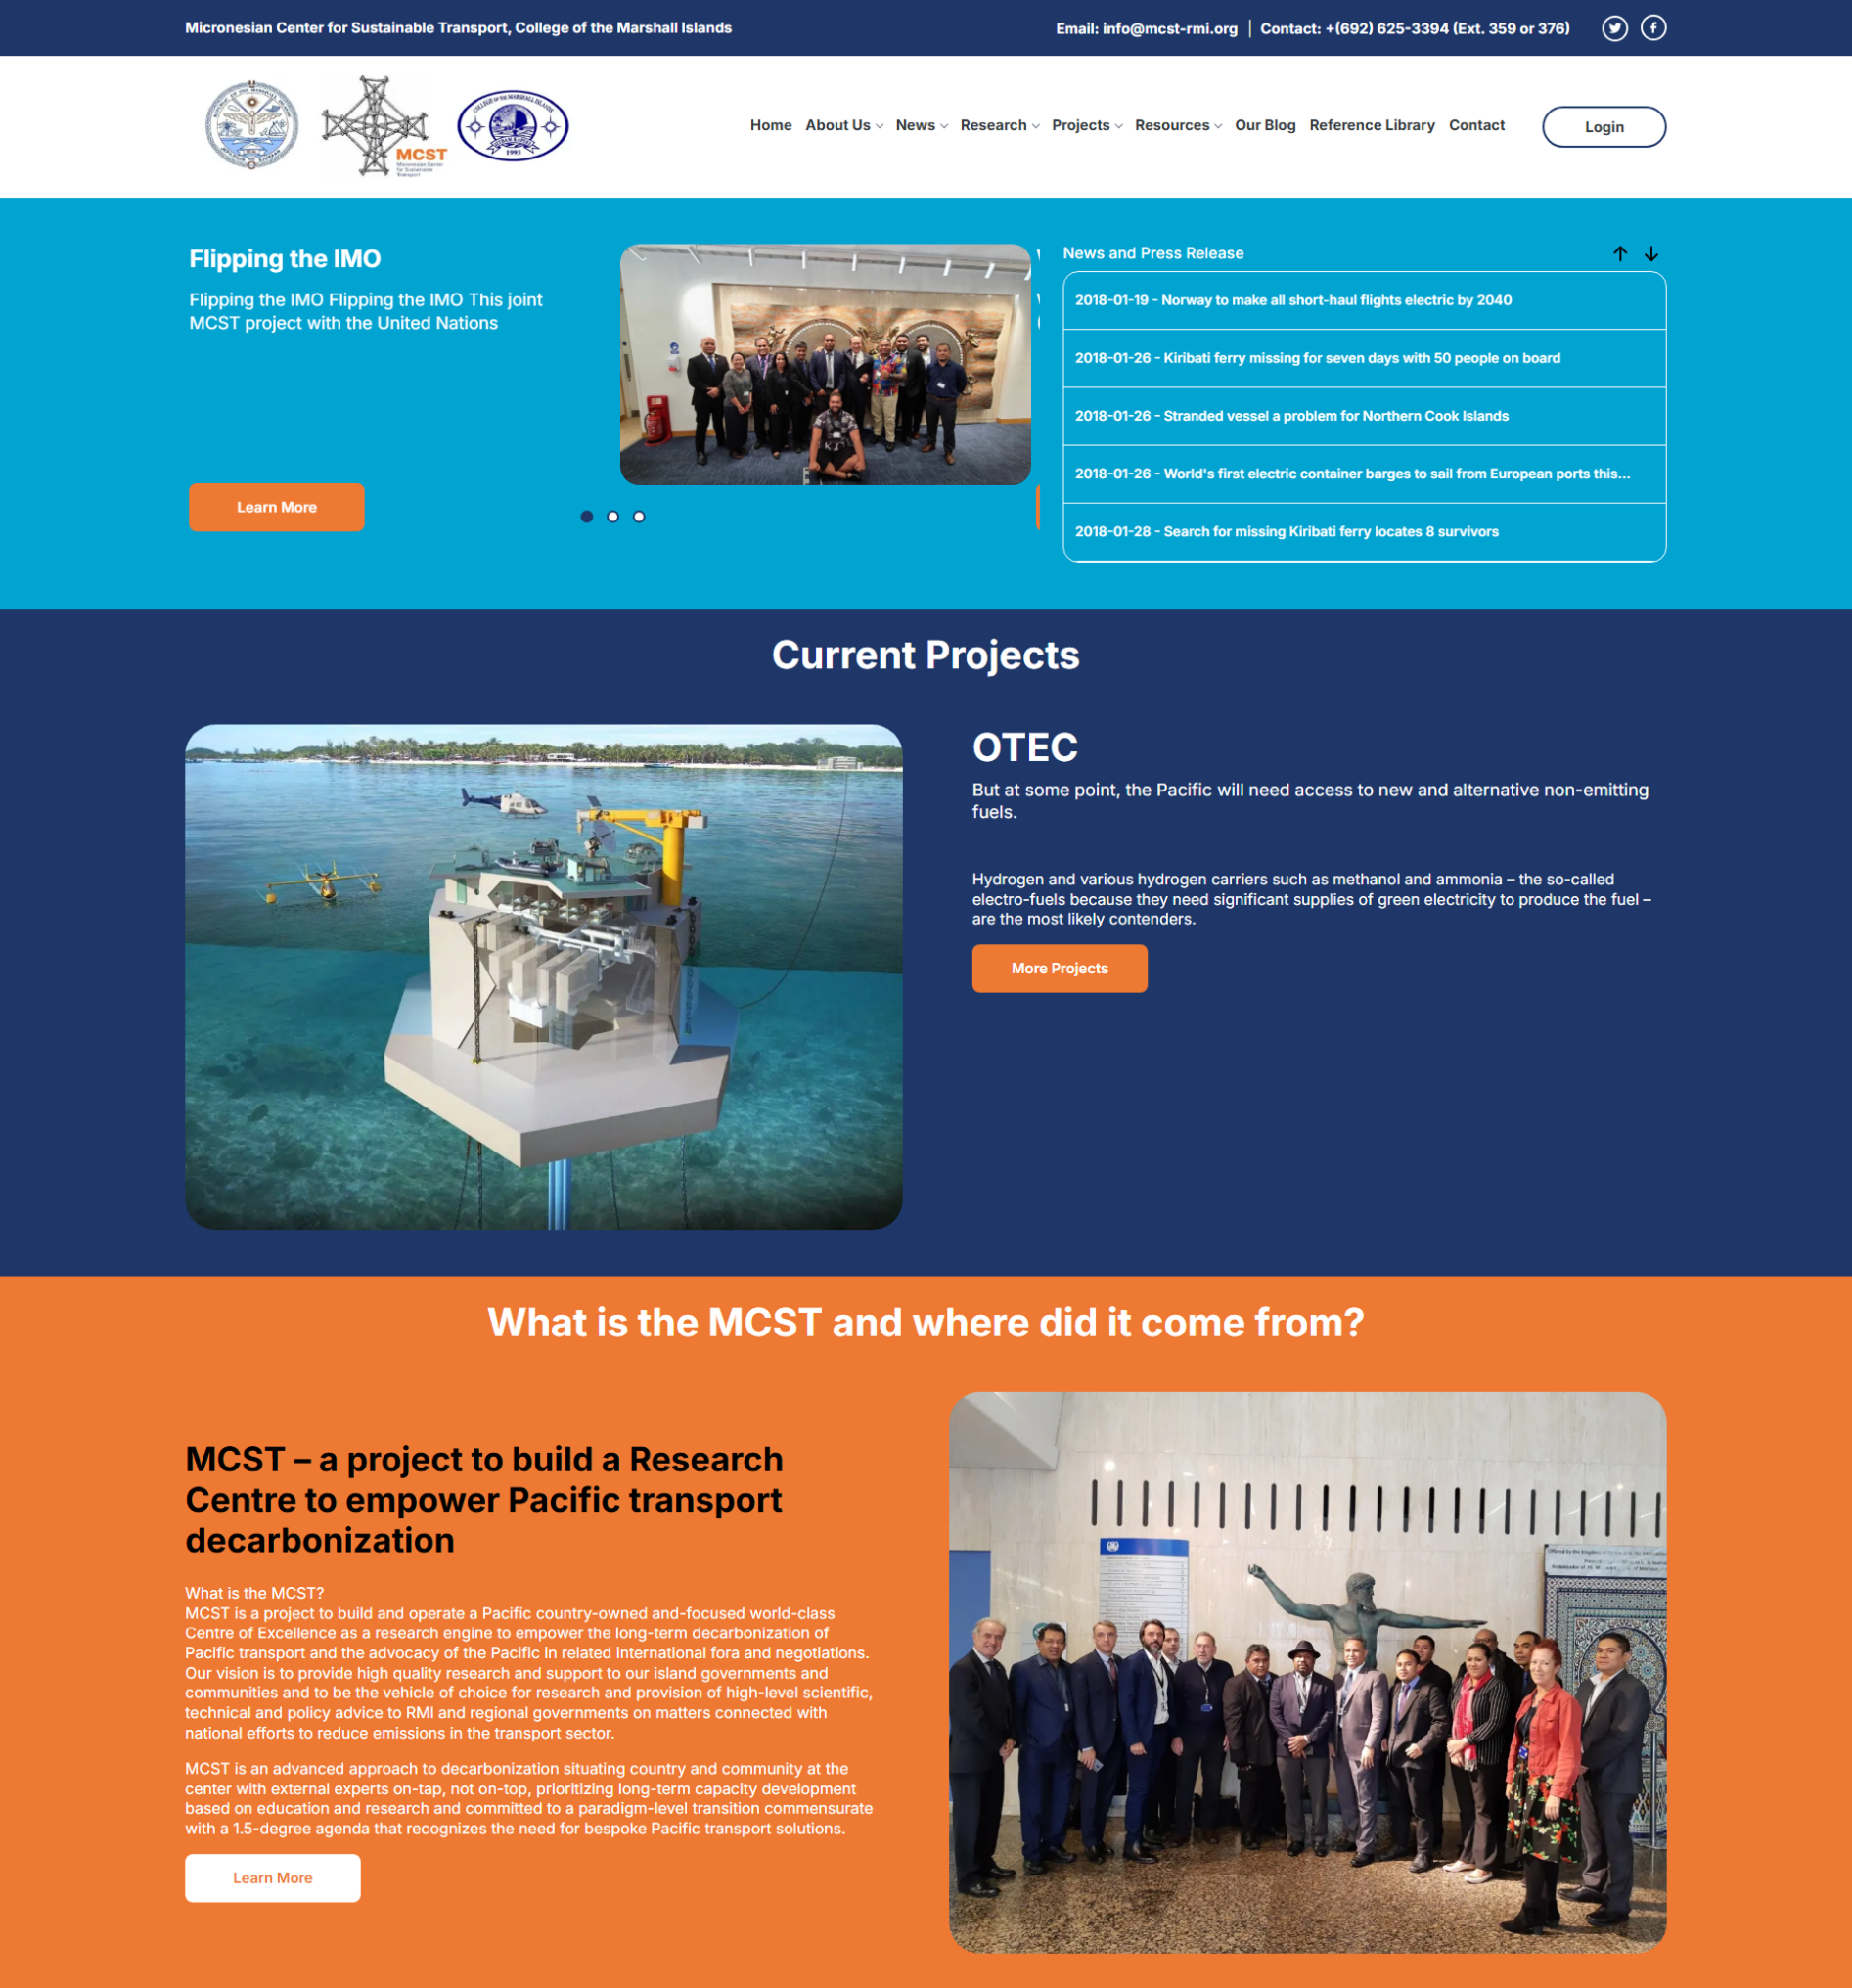 Micronesian Center for Sustainable Transport, College of the Marshall Islands
Email: info@mcst-rmi.org | Contact: +(692) 625-3394 (Ext. 359 or 376)
COLLEGE OF THE MARSHALL ISLANDS
1993
MCST
Micronesian Center
for Sustainable
Transport
Home About Us News Research Projects Resources Our Blog Reference Library Contact
Login
Flipping the IMO
Flipping the IMO Flipping the IMO This joint
MCST project with the United Nations
Learn More
News and Press Release
2018-01-19 - Norway to make all short-haul flights electric by 2040
2018-01-26 - Kiribati ferry missing for seven days with 50 people on board
2018-01-26 - Stranded vessel a problem for Northern Cook Islands
2018-01-26 - World's first electric container barges to sail from European ports this...
2018-01-28 - Search for missing Kiribati ferry locates 8 survivors
Current Projects
OTEC
But at some point, the Pacific will need access to new and alternative non-emitting
fuels.
Hydrogen and various hydrogen carriers such as methanol and ammonia – the so-called
electro-fuels because they need significant supplies of green electricity to produce the fuel –
are the most likely contenders.
More Projects
What is the MCST and where did it come from?
MCST – a project to build a Research
Centre to empower Pacific transport
decarbonization
What is the MCST?
MCST is a project to build and operate a Pacific country-owned and-focused world-class
Centre of Excellence as a research engine to empower the long-term decarbonization of
Pacific transport and the advocacy of the Pacific in related international fora and negotiations.
Our vision is to provide high quality research and support to our island governments and
communities and to be the vehicle of choice for research and provision of high-level scientific,
technical and policy advice to RMI and regional governments on matters connected with
national efforts to reduce emissions in the transport sector.
MCST is an advanced approach to decarbonization situating country and community at the
center with external experts on-tap, not on-top, prioritizing long-term capacity development
based on education and research and committed to a paradigm-level transition commensurate
with a 1.5-degree agenda that recognizes the need for bespoke Pacific transport solutions.
Learn More